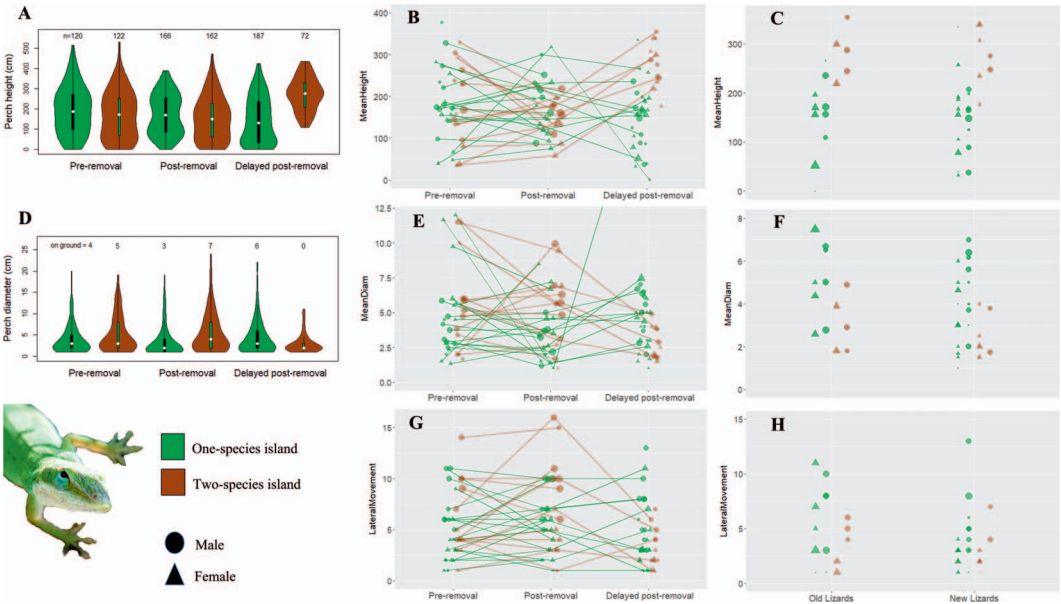 A
n=120 122 166 162 187 72
Perch height (cm)
500
400
300
200
100
0
Pre-removal Post-removal Delayed post-removal
B
MeanHeight
400
300
200
100
0
Pre-removal Post-removal Delayed post-removal
C
MeanHeight
300
200
100
0
D
on ground = 4 5 3 7 6 0
Perch diameter (cm)
25
20
15
10
5
0
Pre-removal Post-removal Delayed post-removal
E
MeanDiam
12.5
10.0
7.5
5.0
2.5
0.0
Pre-removal Post-removal Delayed post-removal
F
MeanDiam
8
6
4
2
0
One-species island
Two-species island
Male
Female
G
LateralMovement
15
10
5
0
Pre-removal Post-removal Delayed post-removal
H
LateralMovement
15
10
5
0
Old Lizards New Lizards